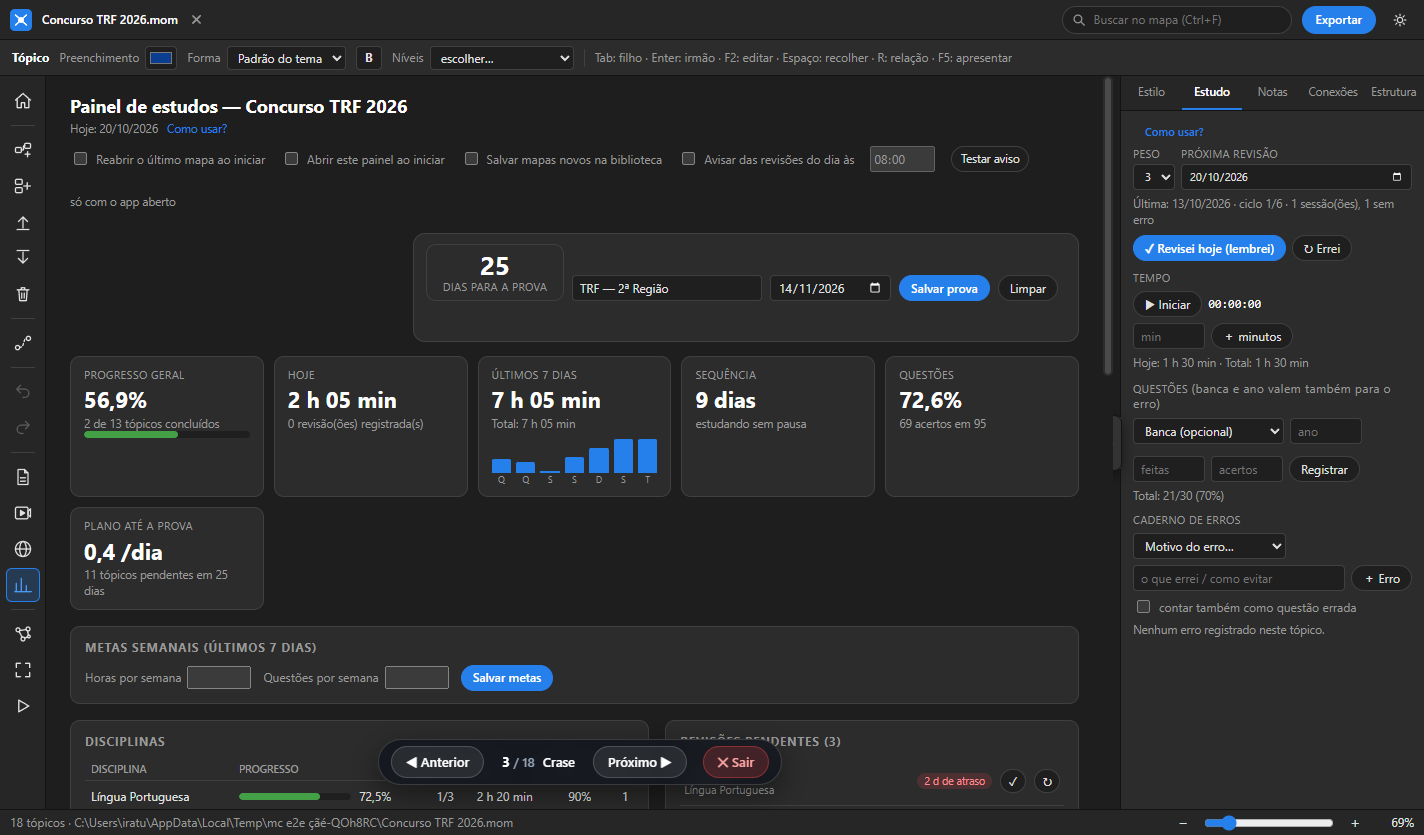 Concurso TRF 2026.mom
Buscar no mapa (Ctrl+F)
Exportar
Tópico Preenchimento Forma Padrão do tema B Níveis escolher... Tab: filho · Enter: irmão · F2: editar · Espaço: recolher · R: relação · F5: apresentar
Painel de estudos — Concurso TRF 2026
Hoje: 20/10/2026 Como usar?
Reabrir o último mapa ao iniciar Abrir este painel ao iniciar Salvar mapas novos na biblioteca Avisar das revisões do dia às 08:00 Testar aviso
só com o app aberto
25
DIAS PARA A PROVA
TRF — 2ª Região 14/11/2026 Salvar prova Limpar
PROGRESSO GERAL
56,9%
2 de 13 tópicos concluídos
HOJE
2 h 05 min
0 revisão(ões) registrada(s)
ÚLTIMOS 7 DIAS
7 h 05 min
Total: 7 h 05 min
Q Q S S D S T
SEQUÊNCIA
9 dias
estudando sem pausa
QUESTÕES
72,6%
69 acertos em 95
PLANO ATÉ A PROVA
0,4 /dia
11 tópicos pendentes em 25
dias
METAS SEMANAIS (ÚLTIMOS 7 DIAS)
Horas por semana Questões por semana Salvar metas
DISCIPLINAS
DISCIPLINA PROGRESSO
Língua Portuguesa 72,5% 1/3 2 h 20 min 90% 1
REVISÕES PENDENTES (3)
Língua Portuguesa
2 d de atraso ✓ ↻
◀ Anterior 3 / 18 Crase Próximo ▶ ✕ Sair
Estilo Estudo Notas Conexões Estrutura
Como usar?
PESO PRÓXIMA REVISÃO
3 20/10/2026
Última: 13/10/2026 · ciclo 1/6 · 1 sessão(ões), 1 sem
erro
✓ Revisei hoje (lembrei) ↻ Errei
TEMPO
▶ Iniciar 00:00:00
min + minutos
Hoje: 1 h 30 min · Total: 1 h 30 min
QUESTÕES (banca e ano valem também para o
erro)
Banca (opcional) ano
feitas acertos Registrar
Total: 21/30 (70%)
CADERNO DE ERROS
Motivo do erro...
o que errei / como evitar + Erro
contar também como questão errada
Nenhum erro registrado neste tópico.
18 tópicos · C:\Users\iratu\AppData\Local\Temp\mc e2e çãé-QOh8RC\Concurso TRF 2026.mom
− + 69%